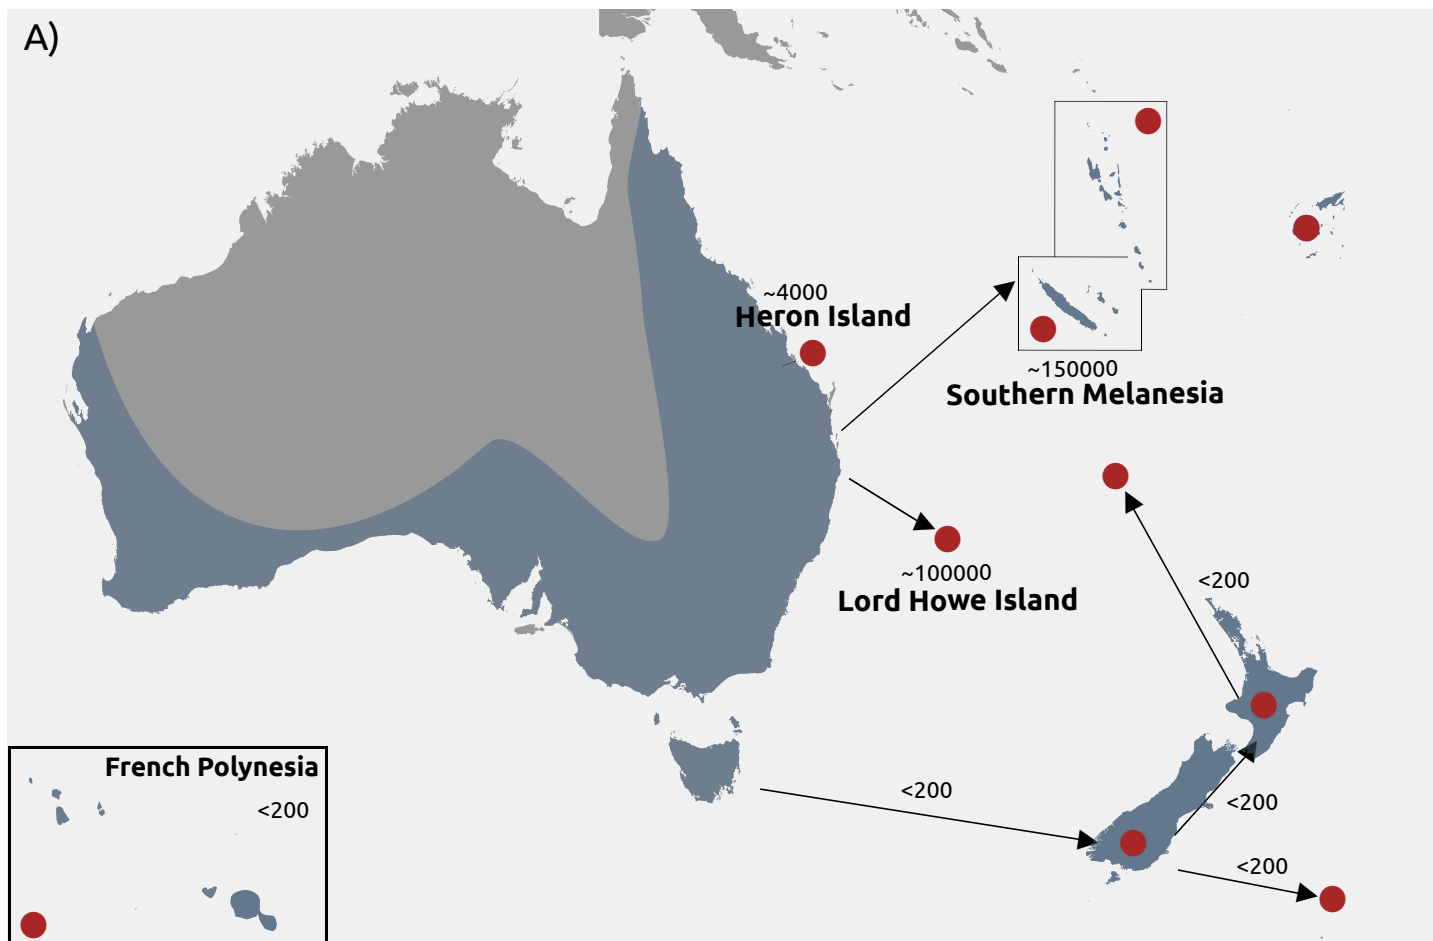 A)
~4000
Heron Island
~150000
Southern Melanesia
~100000
Lord Howe Island
<200
French Polynesia
<200
<200
<200
<200